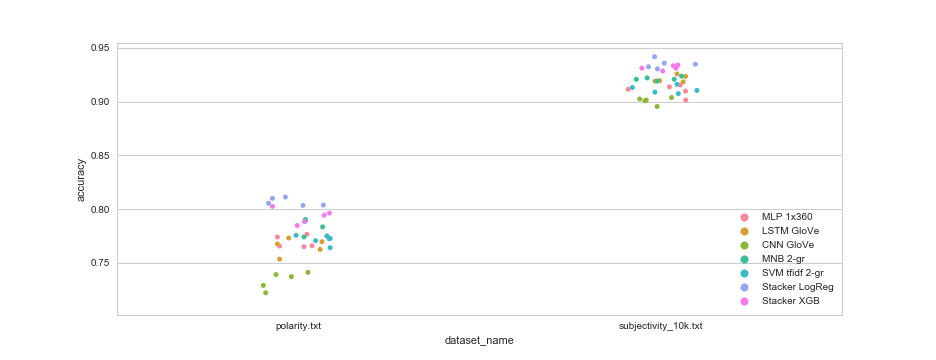 0.95
0.90
0.85
0.80
0.75
accuracy
MLP 1x360
LSTM GloVe
CNN GloVe
MNB 2-gr
SVM tfidf 2-gr
Stacker LogReg
Stacker XGB
polarity.txt
subjectivity_10k.txt
dataset_name